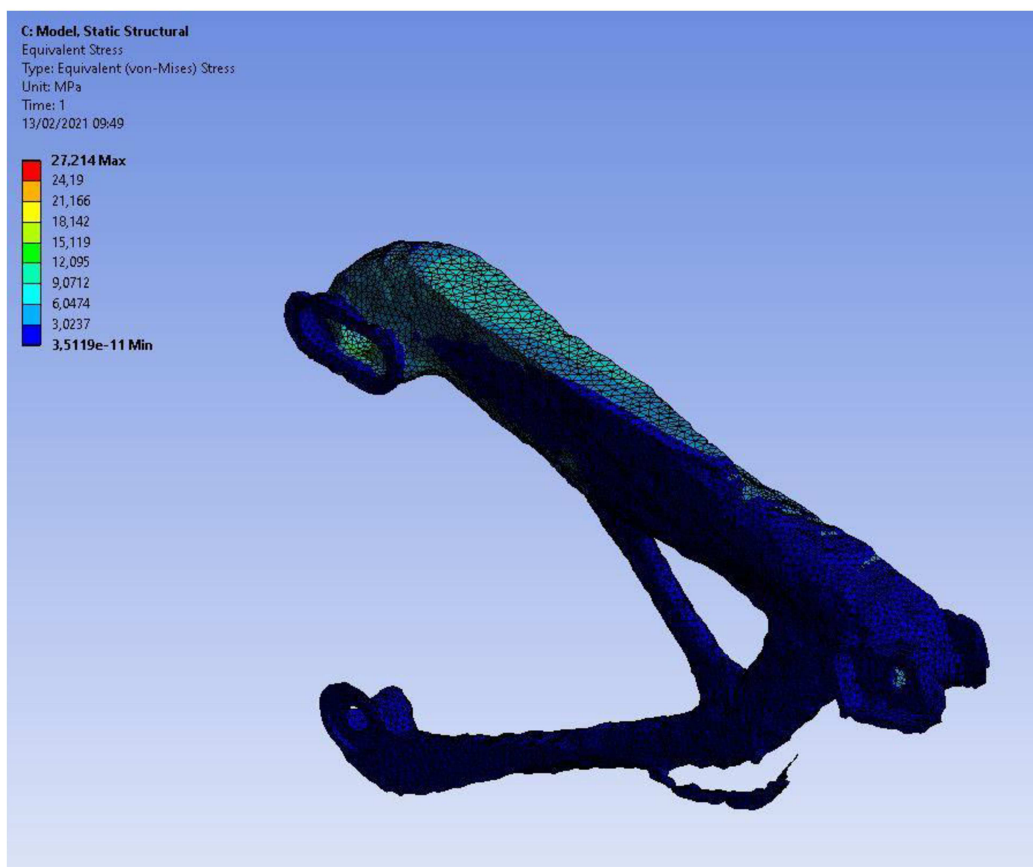 C: Model, Static Structural
Equivalent Stress
Type: Equivalent (von-Mises) Stress
Unit: MPa
Time: 1
13/02/2021 09:49
27,214 Max
24,19
21,166
18,142
15,119
12,095
9,0712
6,0474
3,0237
3,5119e-11 Min